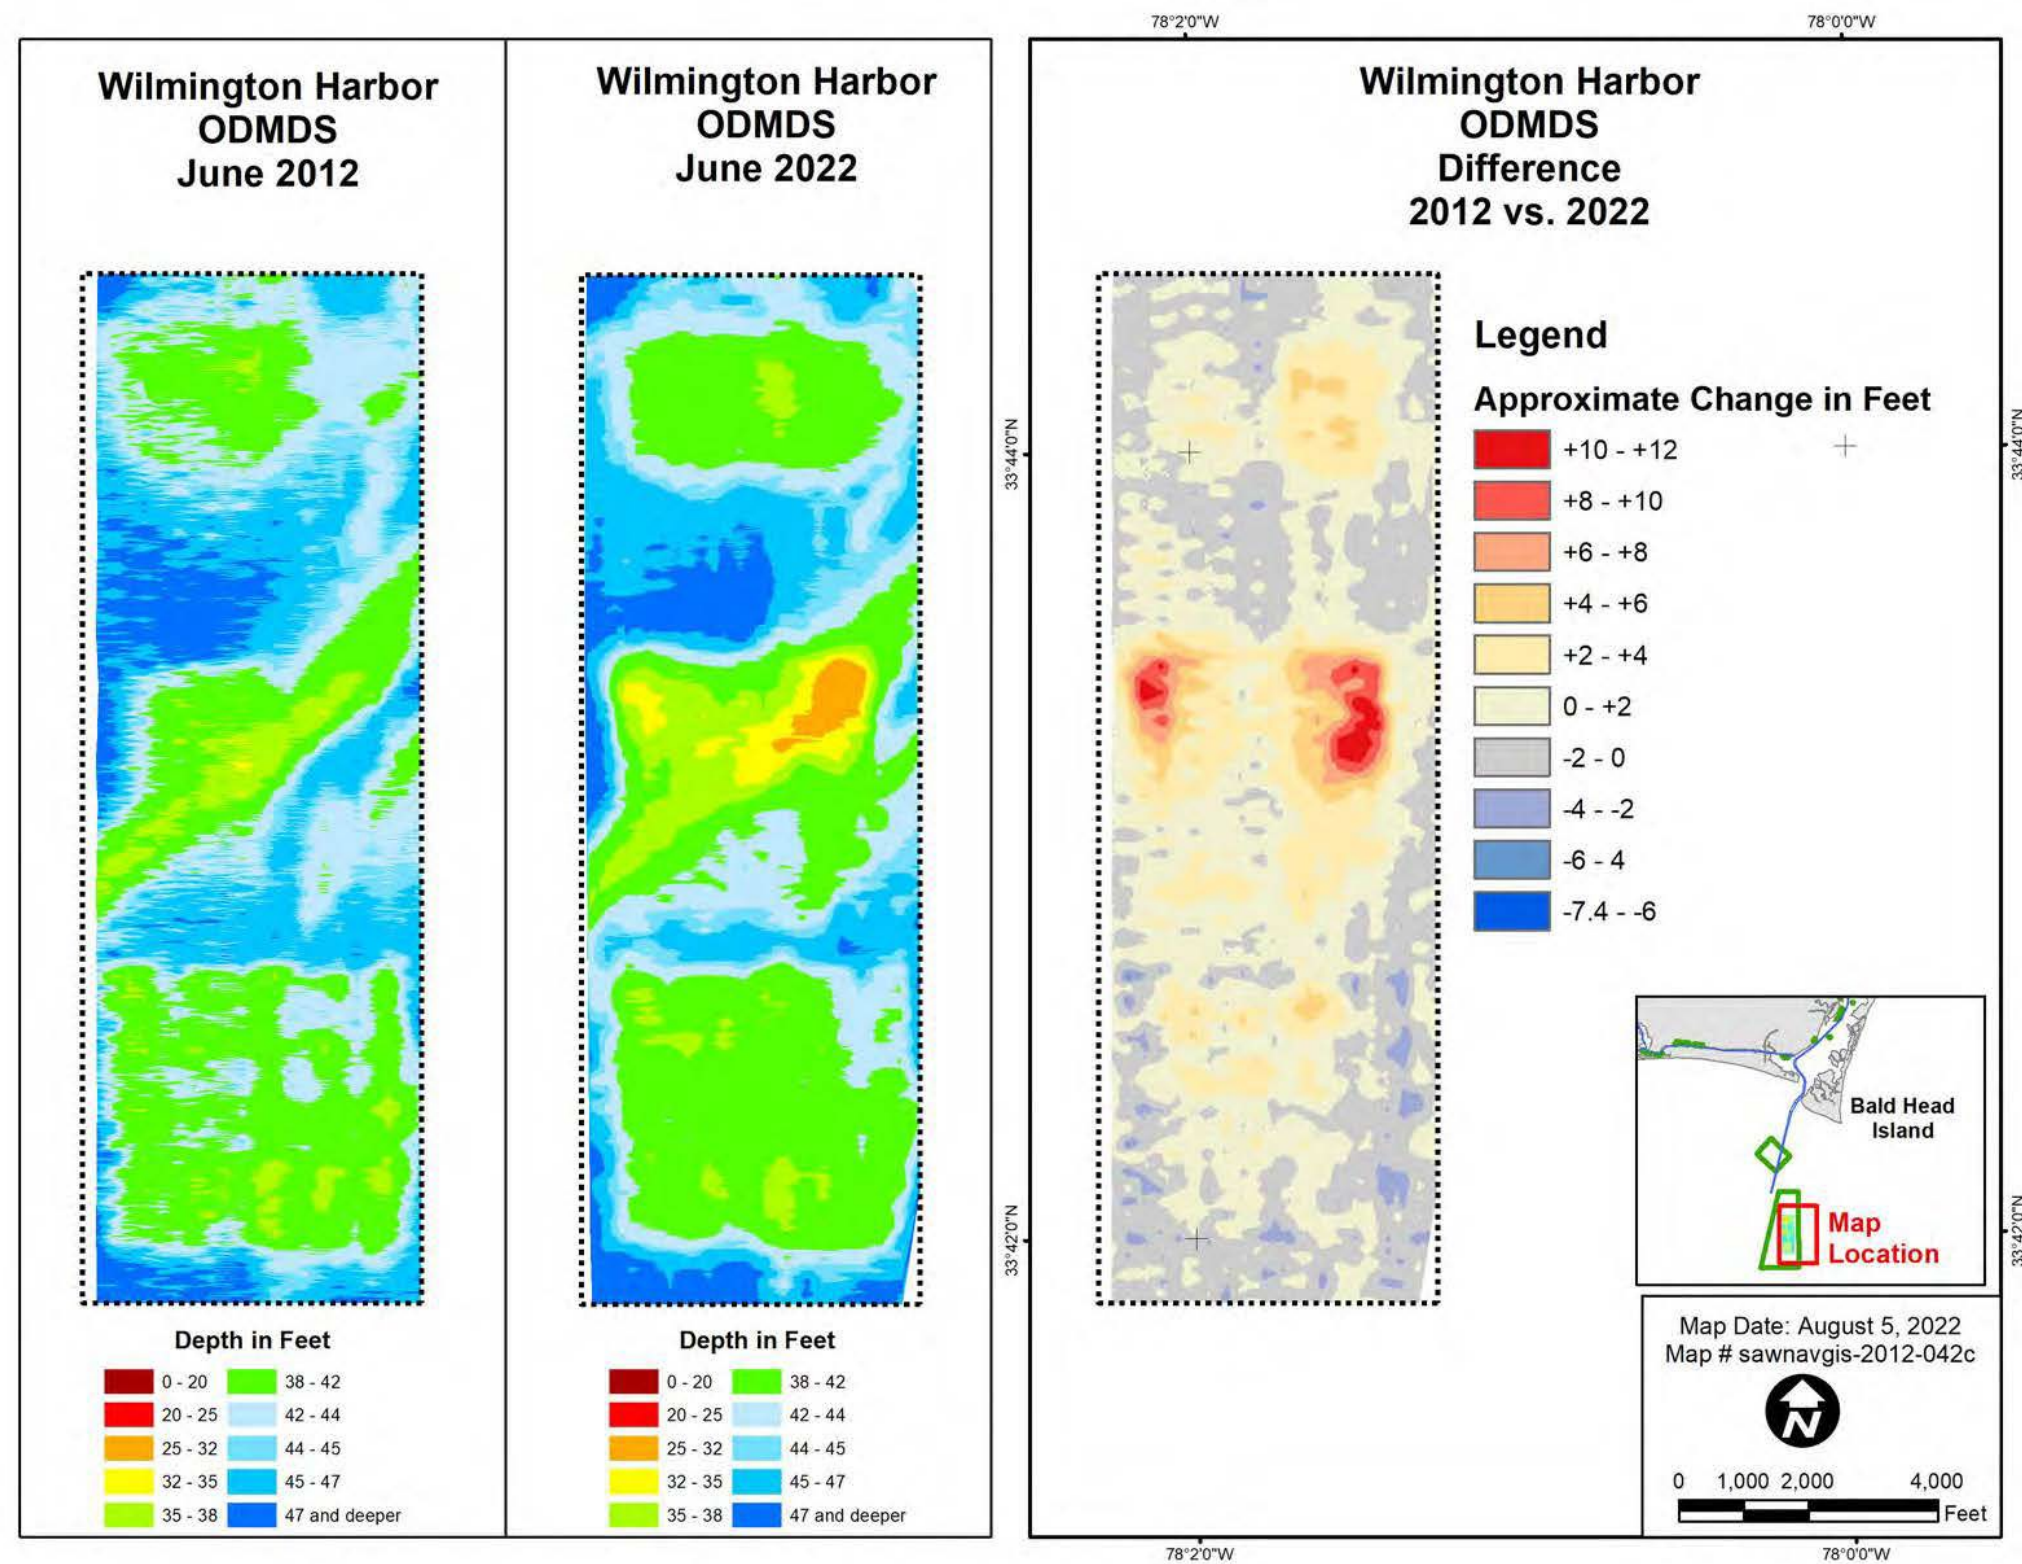 Wilmington Harbor
ODMDS
June 2012
Depth in Feet
0 - 20
20 - 25
25 - 32
32 - 35
35 - 38
38 - 42
42 - 44
44 - 45
45 - 47
47 and deeper
Wilmington Harbor
ODMDS
June 2022
Depth in Feet
0 - 20
20 - 25
25 - 32
32 - 35
35 - 38
38 - 42
42 - 44
44 - 45
45 - 47
47 and deeper
78°2'0"W
78°0'0"W
Wilmington Harbor
ODMDS
Difference
2012 vs. 2022
Legend
Approximate Change in Feet
+10 - +12
+8 - +10
+6 - +8
+4 - +6
+2 - +4
0 - +2
-2 - 0
-4 - -2
-6 - 4
-7.4 - -6
33°44'0"N
33°44'0"N
33°42'0"N
33°42'0"N
Bald Head
Island
Map
Location
Map Date: August 5, 2022
Map # sawnavgis-2012-042c
N
0 1,000 2,000 4,000
Feet
78°2'0"W
78°0'0"W